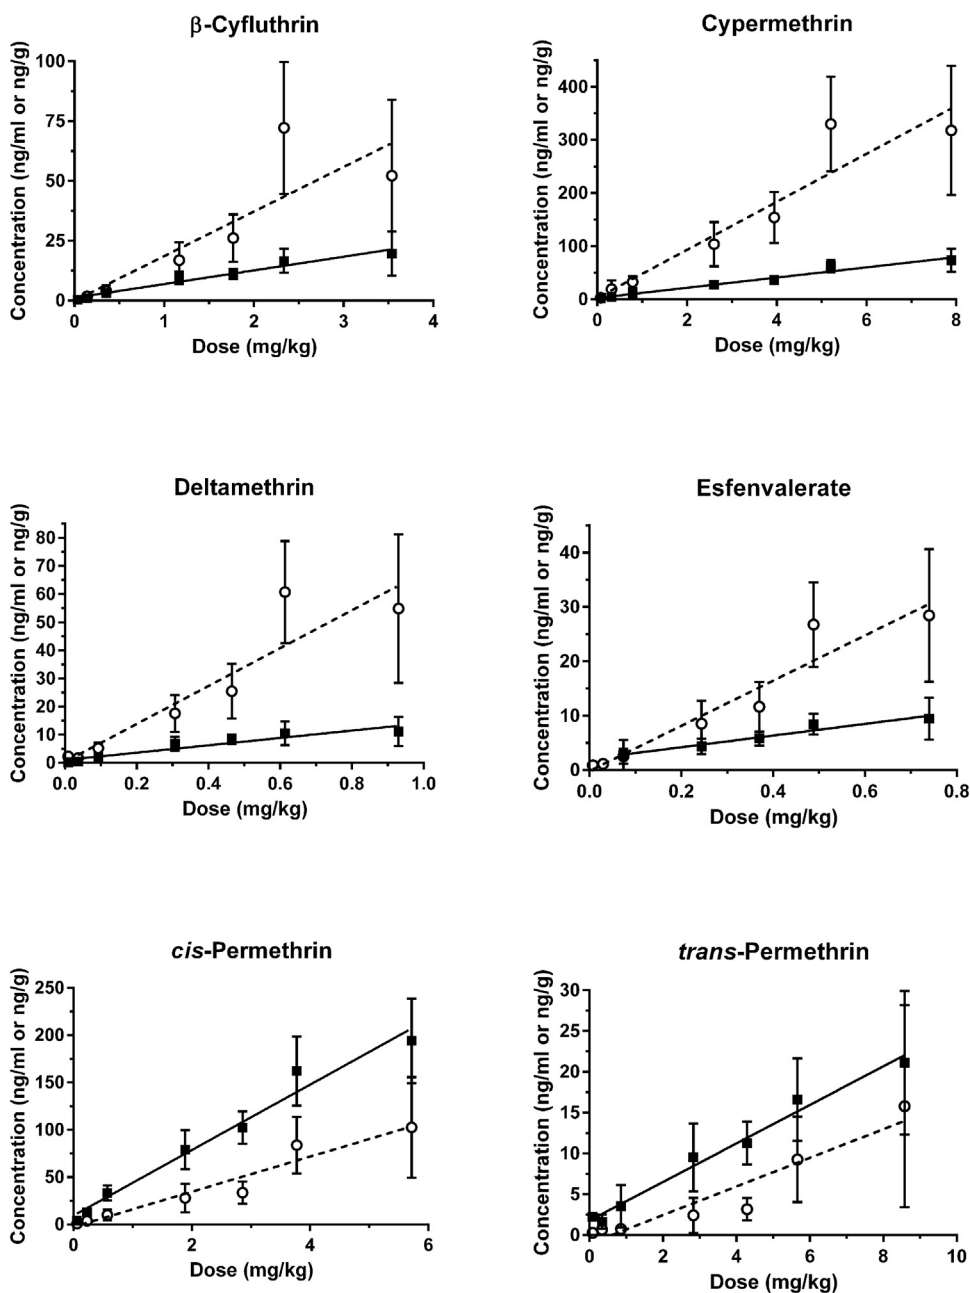 β-Cyfluthrin
Concentration (ng/ml or ng/g)
100
75
50
25
0
0 1 2 3 4
Dose (mg/kg)
Cypermethrin
Concentration (ng/ml or ng/g)
400
300
200
100
0
0 2 4 6 8
Dose (mg/kg)
Deltamethrin
Concentration (ng/ml or ng/g)
80
70
60
50
40
30
20
10
0
0.0 0.2 0.4 0.6 0.8 1.0
Dose (mg/kg)
Esfenvalerate
Concentration (ng/ml or ng/g)
40
30
20
10
0
0.0 0.2 0.4 0.6 0.8
Dose (mg/kg)
cis-Permethrin
Concentration (ng/ml or ng/g)
250
200
150
100
50
0
0 2 4 6
Dose (mg/kg)
trans-Permethrin
Concentration (ng/ml or ng/g)
30
25
20
15
10
5
0
0 2 4 6 8 10
Dose (mg/kg)